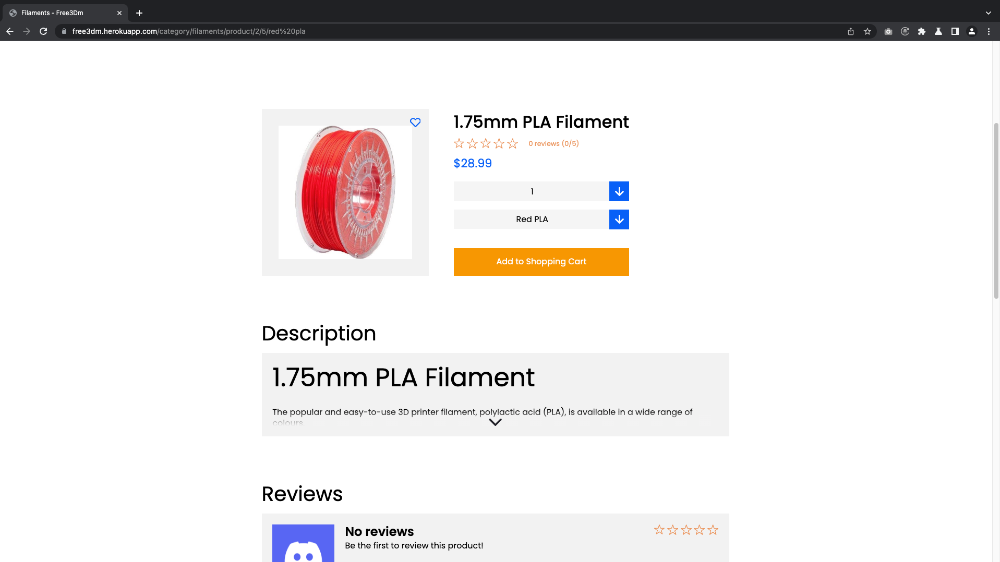 Filaments - Free3Dm
free3dm.herokuapp.com/category/filaments/product/2/5/red%20pla
1.75mm PLA Filament
0 reviews (0/5)
$28.99
1
Red PLA
Add to Shopping Cart
Description
1.75mm PLA Filament
The popular and easy-to-use 3D printer filament, polylactic acid (PLA), is available in a wide range of
colours.
Reviews
No reviews
Be the first to review this product!